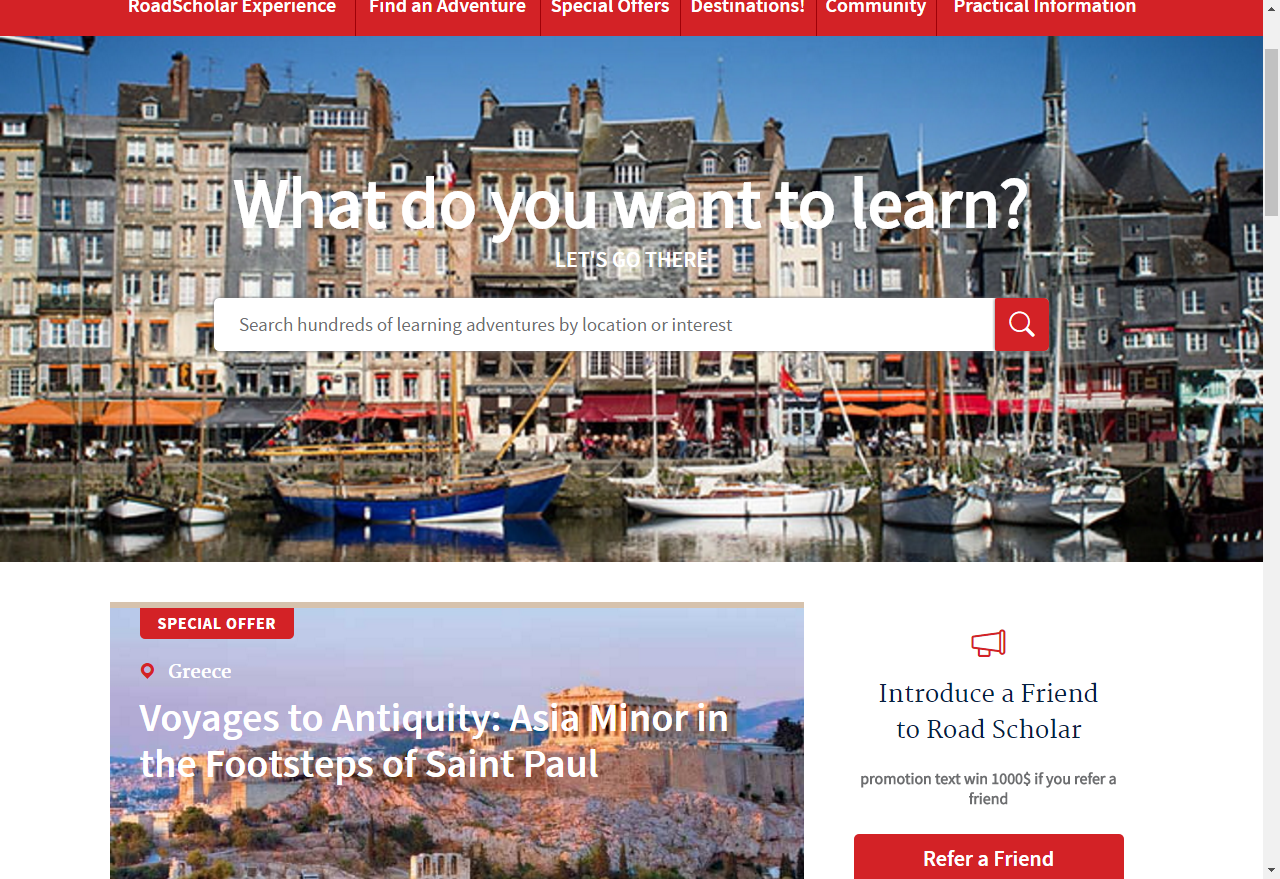 RoadScholar Experience
Find an Adventure
Special Offers
Destinations!
Community
Practical Information
What do you want to learn?
LET'S GO THERE
Search hundreds of learning adventures by location or interest
SPECIAL OFFER
Greece
Voyages to Antiquity: Asia Minor in
the Footsteps of Saint Paul
Introduce a Friend
to Road Scholar
promotion text win 1000$ if you refer a
friend
Refer a Friend